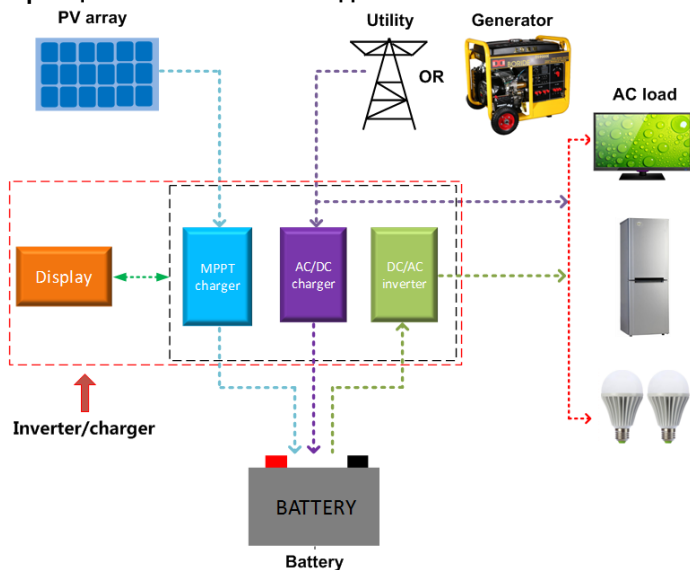 PV array
Utility
Generator
OR
AC load
Display
MPPT
charger
AC/DC
charger
DC/AC
inverter
Inverter/charger
BATTERY
Battery